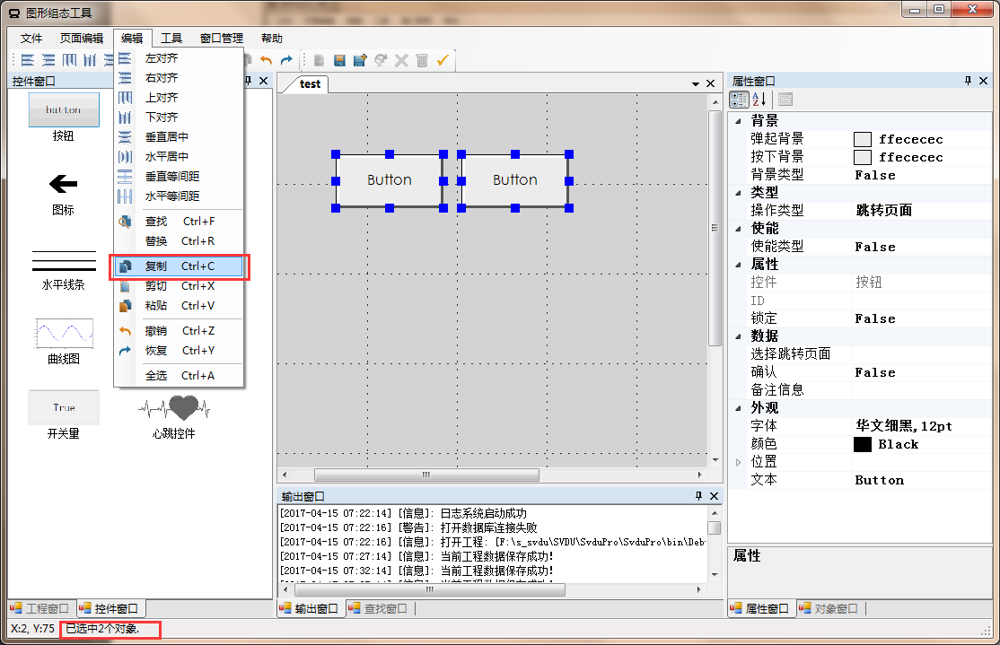 图形组态工具
文件 页面编辑 编辑 工具 窗口管理 帮助
控件窗口
button
按钮
图标
水平线条
曲线图
True
开关量
心跳控件
左对齐
右对齐
上对齐
下对齐
垂直居中
水平居中
垂直等间距
水平等间距
查找 Ctrl+F
替换 Ctrl+R
复制 Ctrl+C
剪切 Ctrl+X
粘贴 Ctrl+V
撤销 Ctrl+Z
恢复 Ctrl+Y
全选 Ctrl+A
test
Button Button
输出窗口
[2017-04-15 07:22:14] [信息]: 日志系统启动成功
[2017-04-15 07:22:16] [警告]: 打开数据库连接失败
[2017-04-15 07:22:16] [信息]: 打开工程: [F:\s_svdu\SVDU\SvduPro\SvduPro\bin\Deb
[2017-04-15 07:27:14] [信息]: 当前工程数据保存成功!
[2017-04-15 07:32:14] [信息]: 当前工程数据保存成功!
属性窗口
背景
弹起背景 ffececec
按下背景 ffececec
背景类型 False
类型
操作类型 跳转页面
使能
使能类型 False
属性
控件 按钮
ID
锁定 False
数据
选择跳转页面
确认 False
备注信息
外观
字体 华文细黑,12pt
颜色 Black
位置
文本 Button
属性
工程窗口 控件窗口
输出窗口 查找窗口
属性窗口 对象窗口
X:2, Y:75 已选中2个对象.